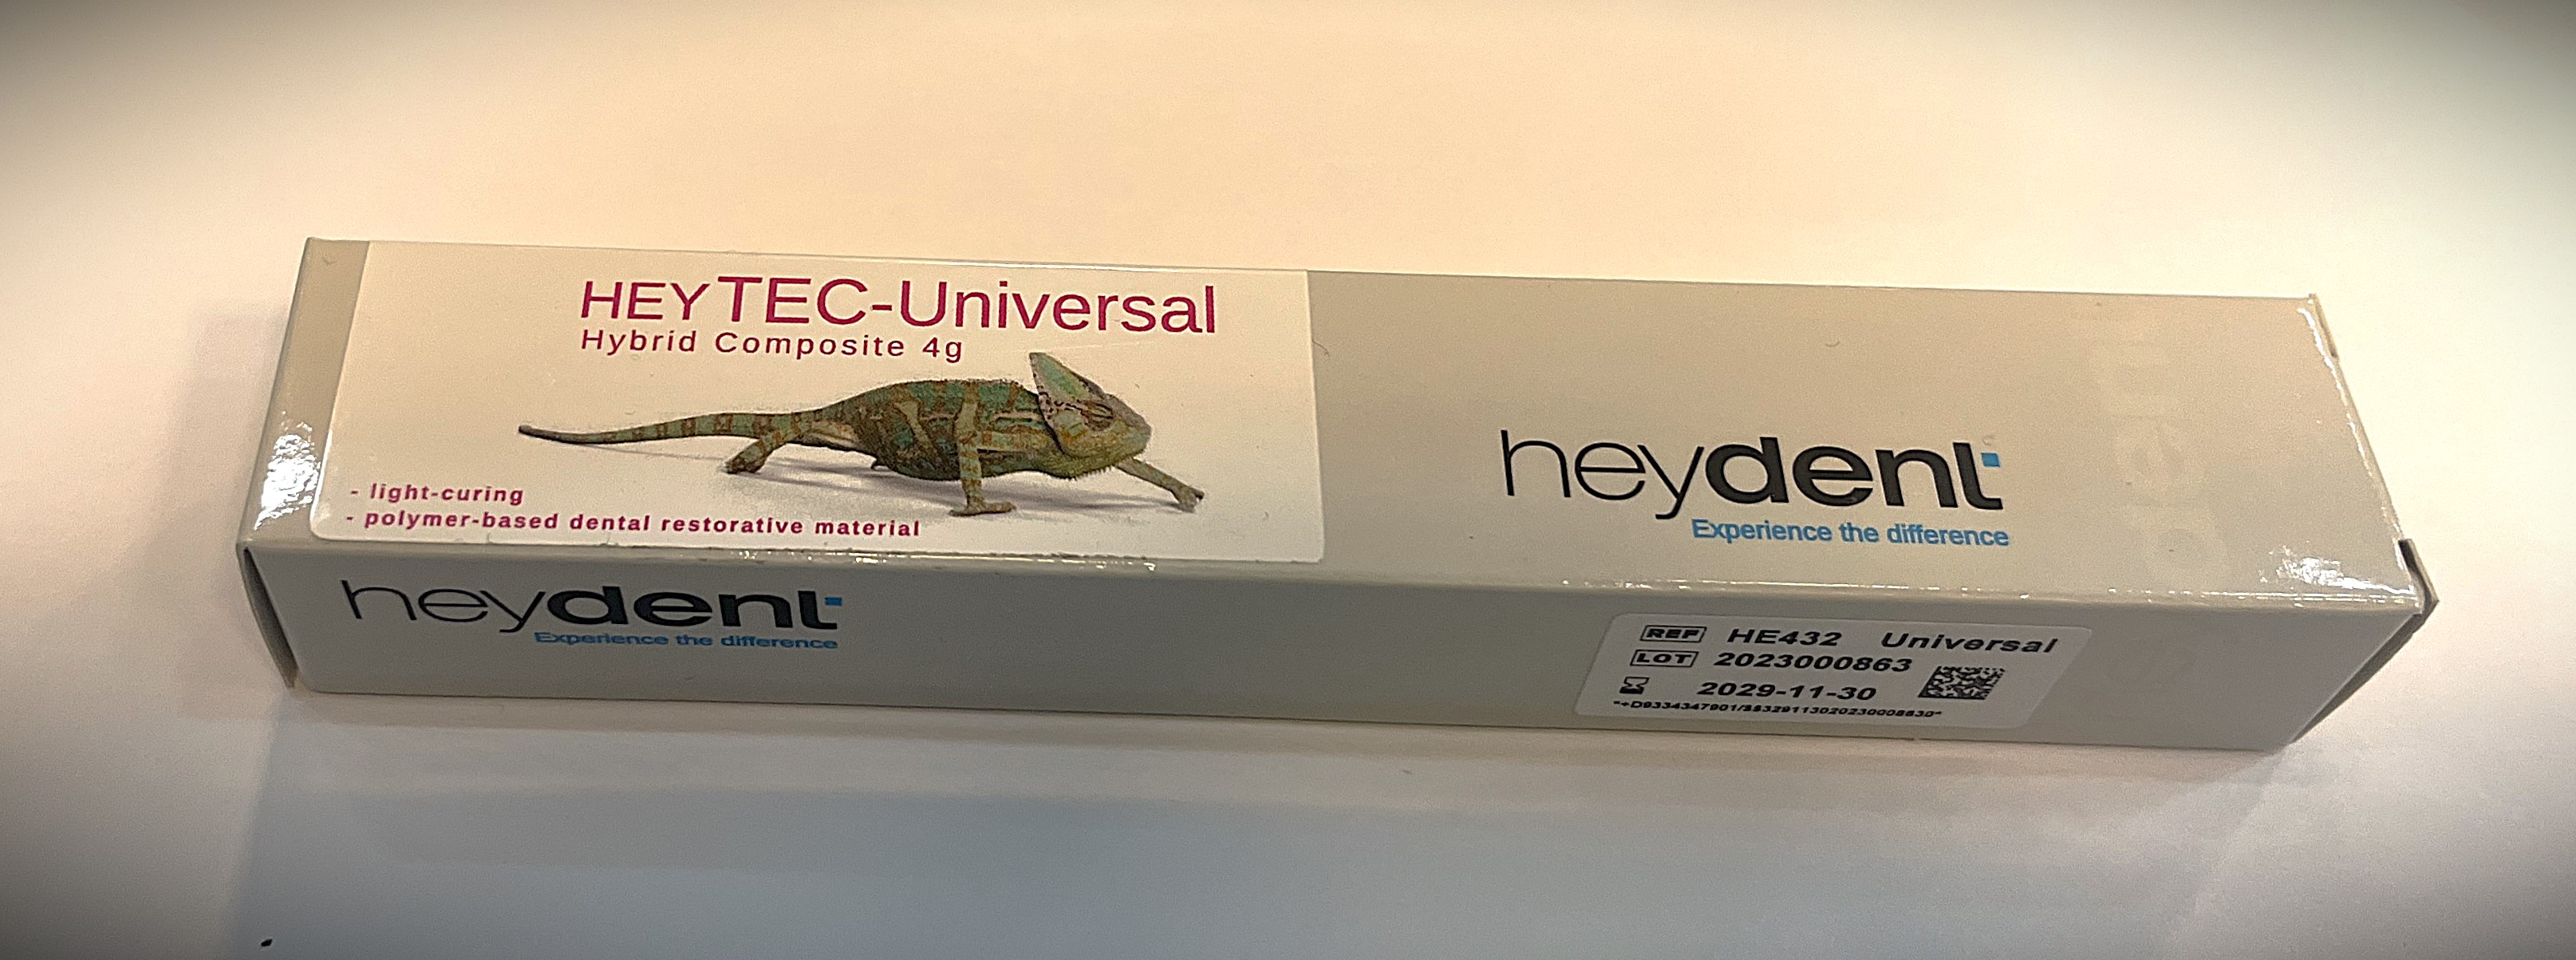 HEYTEC-Universal
Hybrid Composite 4g
- light-curing
- polymer-based dental restorative material
heydent
Experience the difference
heydent
Experience the difference
REF HE432 Universal
LOT 2023000863
2029-11-30